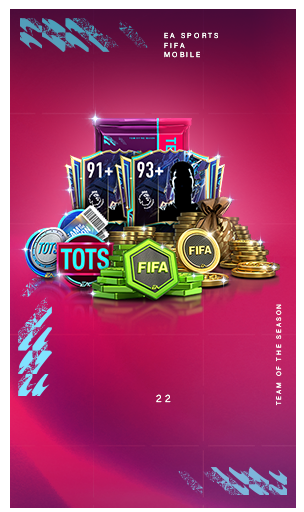 EA SPORTS
FIFA
MOBILE
91+
93+
TOTS
FIFA
FIFA
TEAM OF THE SEASON
22